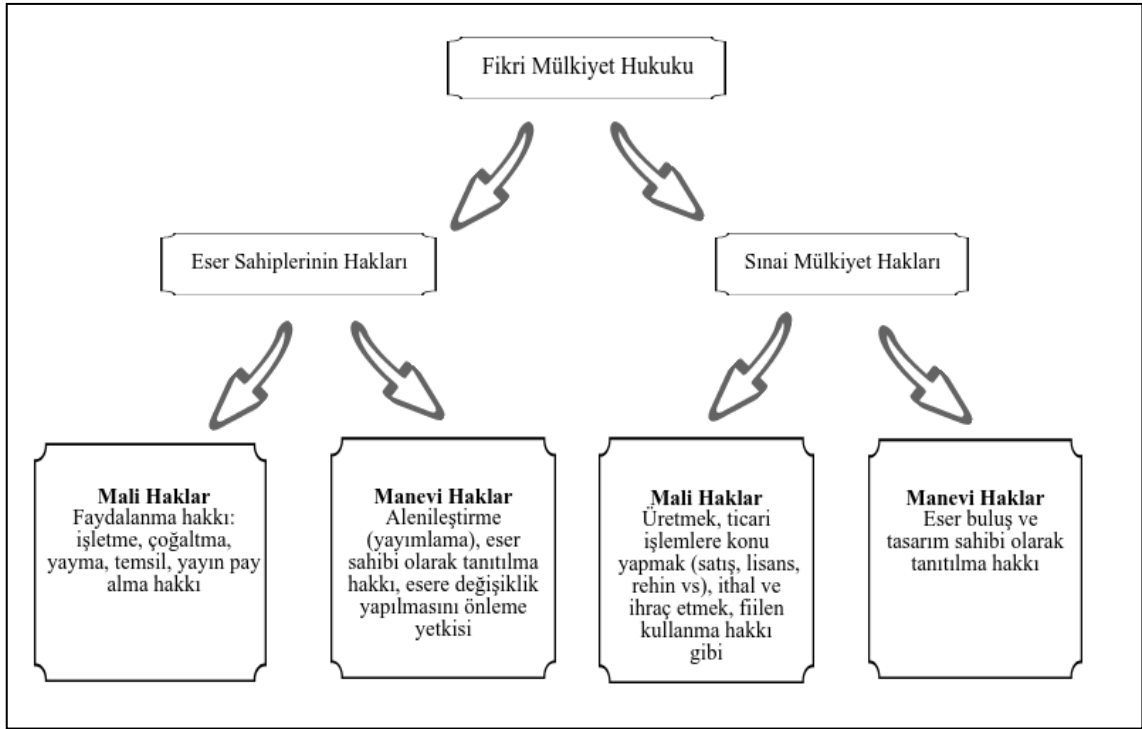 Fikri Mülkiyet Hukuku
Eser Sahiplerinin Hakları
Sınai Mülkiyet Hakları
Mali Haklar
Faydalanma hakkı:
işletme, çoğaltma,
yayma, temsil, yayın pay
alma hakkı
Manevi Haklar
Alenileştirme
(yayımlama), eser
sahibi olarak tanıtılma
hakkı, esere değişiklik
yapılmasını önleme
yetkisi
Mali Haklar
Üretmek, ticari
işlemlere konu
yapmak (satış, lisans,
rehin vs), ithal ve
ihraç etmek, fiilen
kullanma hakkı
gibi
Manevi Haklar
Eser buluş ve
tasarım sahibi olarak
tanıtılma hakkı